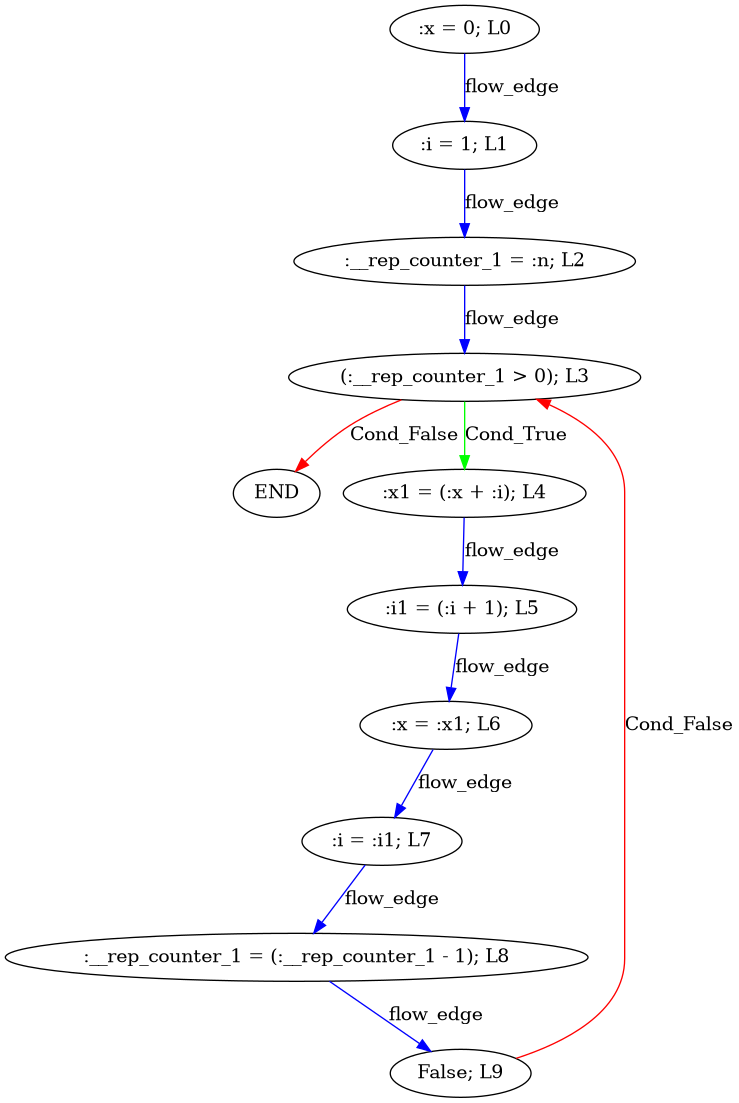 :x = 0; L0
flow_edge
:i = 1; L1
flow_edge
:__rep_counter_1 = :n; L2
flow_edge
(:__rep_counter_1 > 0); L3
Cond_False
Cond_True
END
:x1 = (:x + :i); L4
flow_edge
:i1 = (:i + 1); L5
flow_edge
:x = :x1; L6
Cond_False
flow_edge
:i = :i1; L7
flow_edge
:__rep_counter_1 = (:__rep_counter_1 - 1); L8
flow_edge
False; L9